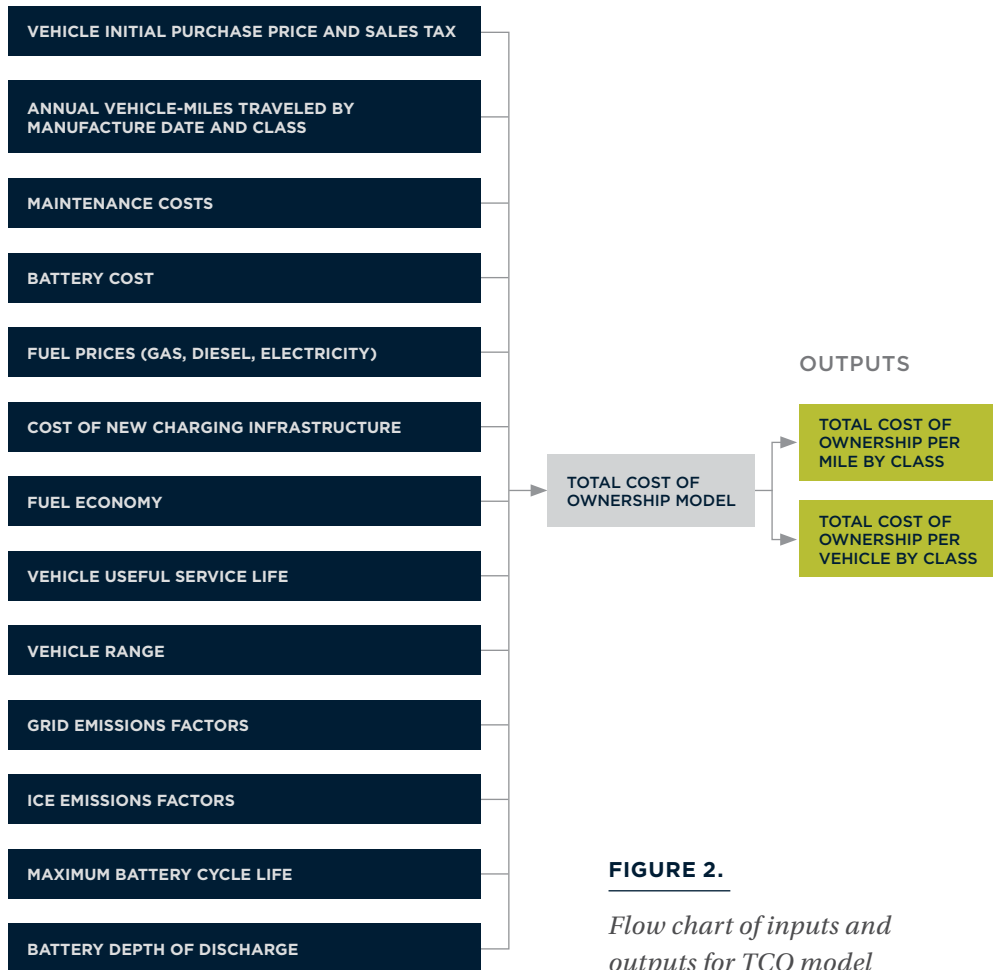 VEHICLE INITIAL PURCHASE PRICE AND SALES TAX
ANNUAL VEHICLE-MILES TRAVELED BY
MANUFACTURE DATE AND CLASS
MAINTENANCE COSTS
BATTERY COST
FUEL PRICES (GAS, DIESEL, ELECTRICITY)
COST OF NEW CHARGING INFRASTRUCTURE
FUEL ECONOMY
VEHICLE USEFUL SERVICE LIFE
VEHICLE RANGE
GRID EMISSIONS FACTORS
ICE EMISSIONS FACTORS
MAXIMUM BATTERY CYCLE LIFE
BATTERY DEPTH OF DISCHARGE
TOTAL COST OF
OWNERSHIP MODEL
OUTPUTS
TOTAL COST OF
OWNERSHIP PER
MILE BY CLASS
TOTAL COST OF
OWNERSHIP PER
VEHICLE BY CLASS
FIGURE 2.
Flow chart of inputs and
outputs for TCO model